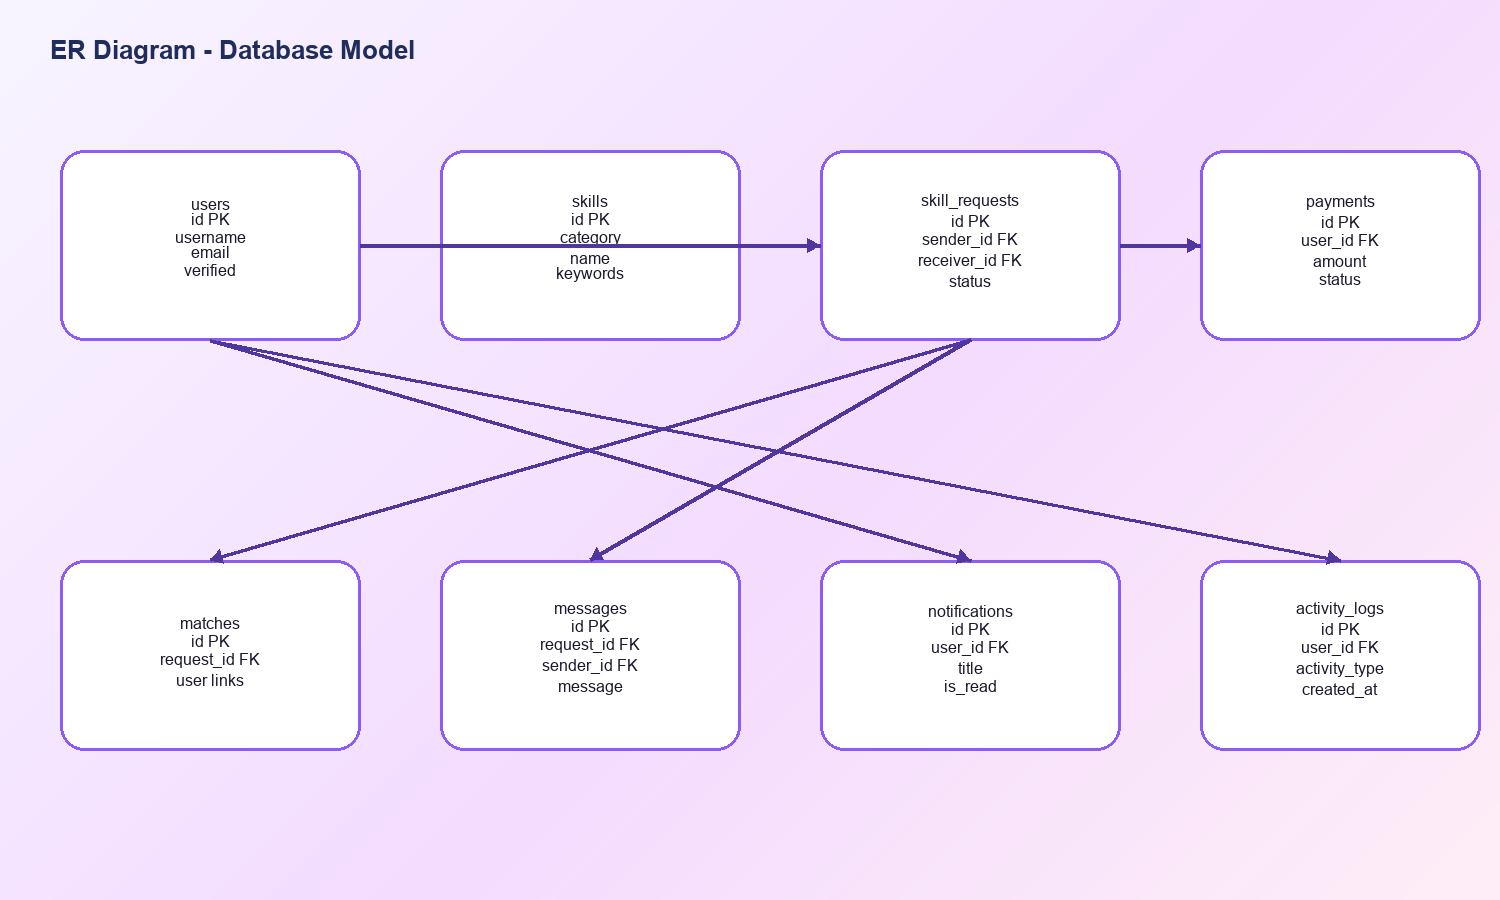 ER Diagram - Database Model
users
id PK
username
email
verified
skills
id PK
category
name
keywords
skill_requests
id PK
sender_id FK
receiver_id FK
status
payments
id PK
user_id FK
amount
status
matches
id PK
request_id FK
user links
messages
id PK
request_id FK
sender_id FK
message
notifications
id PK
user_id FK
title
is_read
activity_logs
id PK
user_id FK
activity_type
created_at